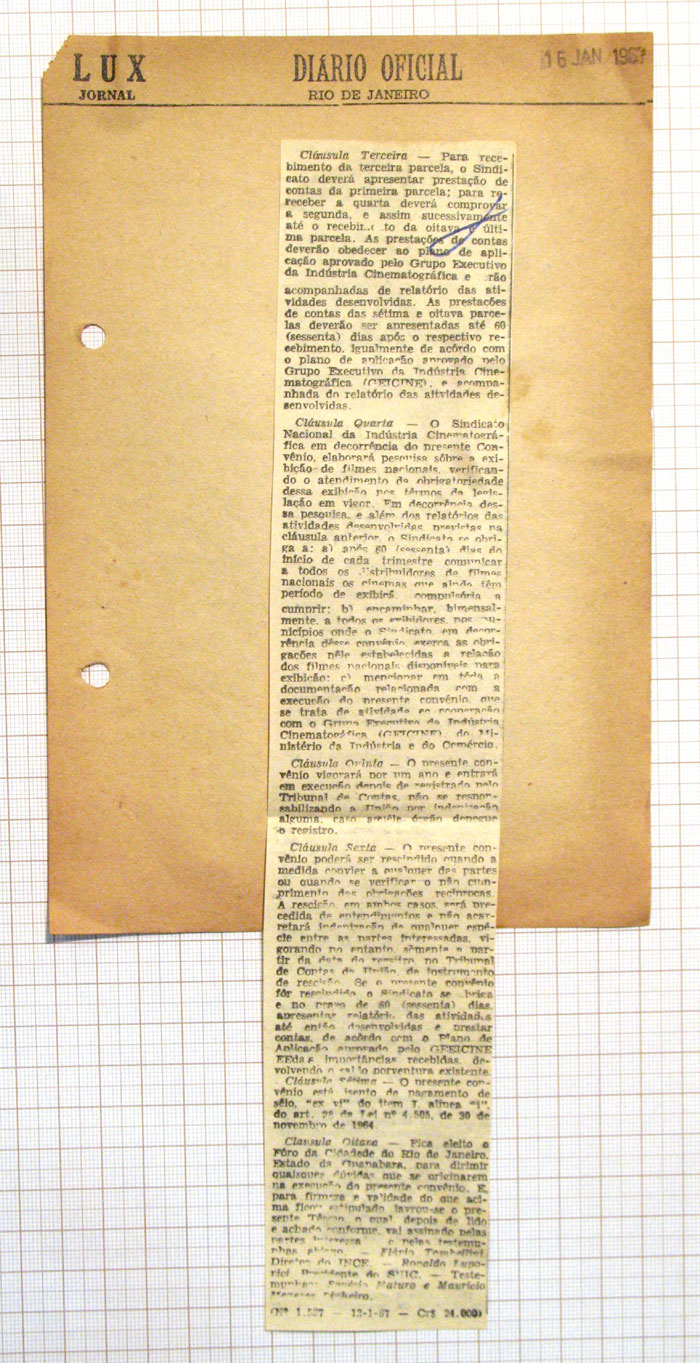 LUX
JORNAL
DIÁRIO OFICIAL
RIO DE JANEIRO
16 JAN 1967
Cláusula Terceira — Para rece-
bimento da terceira parcela, o Sindi-
cato deverá apresentar prestação de
contas da primeira parcela; para re-
receber a quarta deverá comprovar
a segunda, e assim sucessivamente
até o to da oitava últi-
ma parcela. As prestações de contas
deverão obedecer ao plano de apli-
cação aprovado pelo Grupo Executivo
da Indústria Cinematográfica e rão
acompanhadas de relatório das ati-
vidades desenvolvidas. As prestacões
de contas das sétima e oitava parce-
las deverão ser apresentadas até 60
(sessenta) dias após o respectivo re-
cebimento, igualmente de acôrdo com
o plano de aplicação aprovado pelo
Grupo Executivo da Indústria Cine-
matográfica (GEICINE), e acompa-
nhada do relatório das atividades de-
senvolvidas.
Cláusula Quarta — O Sindicato
Nacional da Indústria Cinematográ-
fica em decorrência do presente Con-
vênio, elaborará pesquisa sôbre a exi-
bição de filmes nacionais, verifican-
do o atendimento da obrigatoriedade
dessa exibição nos têrmos da legis-
lação em vigor. Em decorrência des-
sa pesquisa, e além dos relatórios das
atividades desenvolvidas, previstas na
cláusula anterior, o Sindicato se obri-
ga a: a) após 60 (sessenta) dias do
início de cada trimestre comunicar
a todos os distribuidores de filmes
nacionais os cinemas que ainda têm
período de exibiçã compulsória a
cumprir; b) encaminhar, bimensal-
mente, a todos os exibidores, nos mu-
nicípios onde o Sindicato, em decor-
rência dêsse convênio, exerça as obri-
gações nêle estabelecidas a relação
dos filmes nacionais disponíveis para
exibição; c) mencionar em tôda a
documentação relacionada com a
execução do presente convênio, que
se trata de atividade em cooperação
com o Grupo Executivo da Indústria
Cinematográfica (GEICINE), do Mi-
nistério da Indústria e do Comércio.
Cláusula Quinta — O presente con-
vênio vigorará por um ano e entrará
em execução depois de registrado pelo
Tribunal de Contas, não se respon-
sabilizando a União por indenização
alguma, caso aquêle órgão denegue
o registro.
Cláusula Sexta — O presente con-
vênio poderá ser rescindido quando a
medida convier a qualquer das partes
ou quando se verificar o não cum-
primento das obrigações recíprocas.
A rescisão em ambos casos, será pre-
cedida de entendimentos e não acar-
retará indenização de qualquer espé-
cie entre as partes interessadas, vi-
gorando no entanto, sòmente a par-
tir da data do registro, no Tribunal
de Contas da União, do instrumento
de rescisão. Se o presente convênio
fôr rescindido, o Sindicato se obriga
a no prazo de 60 (sessenta) dias,
apresentar relatório das atividades
até então desenvolvidas e prestar
contas, de acôrdo com o Plano de
Aplicação aprovado pelo GEEICINE
importâncias recebidas, de-
volvendo o porventura existente.
Cláusula Sétima — O presente con-
vênio está isento de pagamento de
sêlo, "ex vi" do item I, alínea "i",
do art. 28 da Lei nº 4.505, de 30 de
novembro de 1964.
Clausula Oitava — Fica eleito o
Fôro da Cidadede do Rio de Janeiro,
Estado da Guanabara, para dirimir
quaisquer dúvidas que se originarem
na execução do presente convênio. E,
para firmeza e validade do que aci-
ma ficou estipulado, lavrou-se o pre-
sente Têrmo, o qual, depois de lido
e achado conforme, vai assinado pelas
partes e pelas testemu-
nhas abaixo. — Flávio Tambellini,
Diretor do INCE. — Ronaldo Lupo-
Presidente do SNIC. — Teste-
munhas: Maturo e Mauricio
(Nº 1.527 — 13-1-67 — Cr$ 24.000)